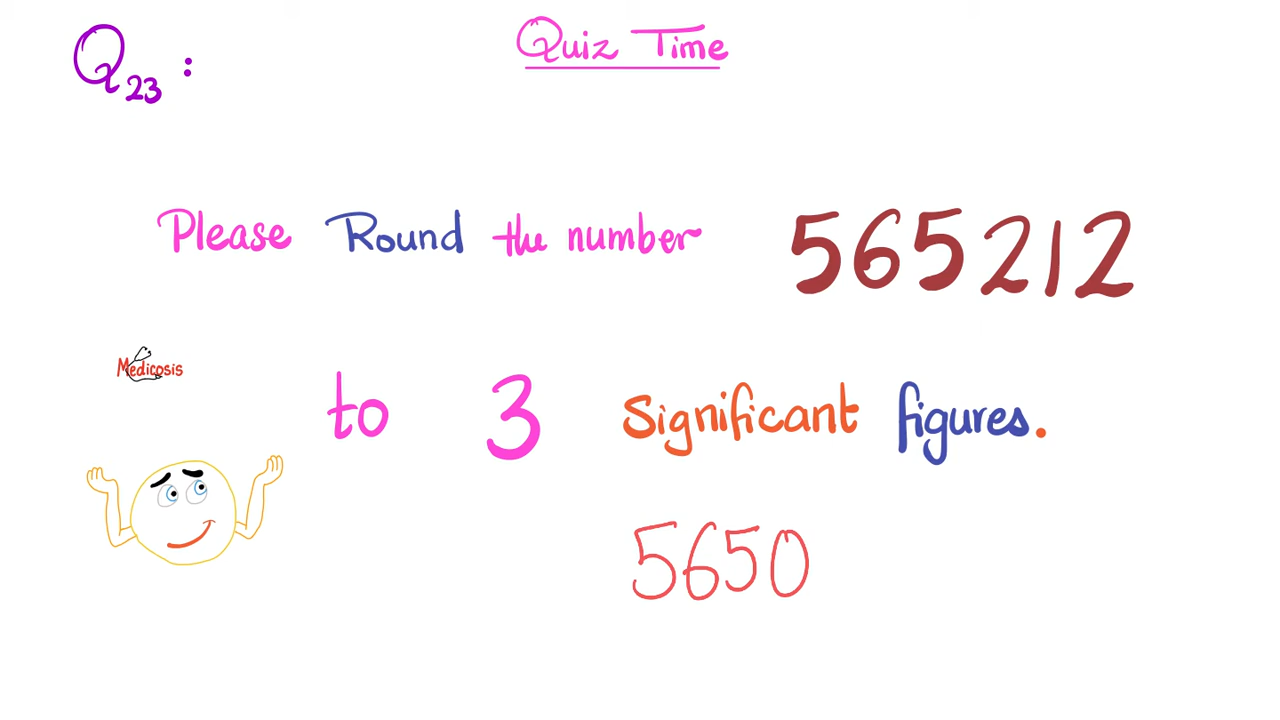 Quiz Time
Q23:
Please Round the number 565212
Medicosis
to 3 Significant figures.
5650